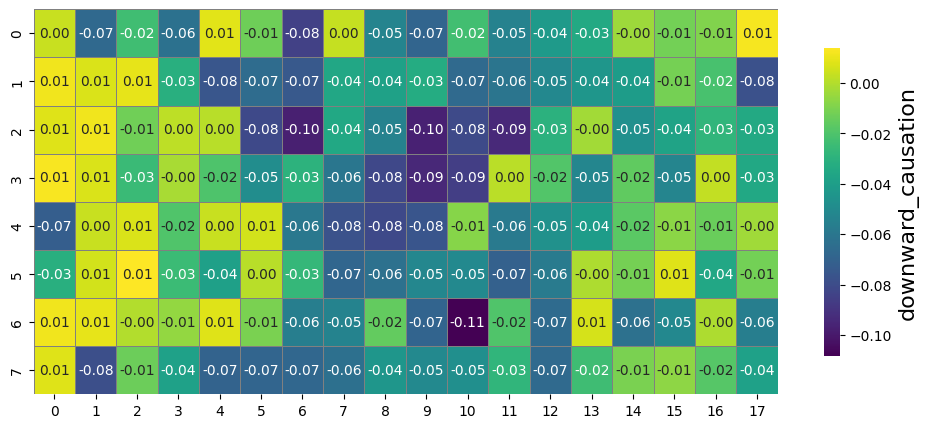 0 0.00 -0.07 -0.02 -0.06 0.01 -0.01 -0.08 0.00 -0.05 -0.07 -0.02 -0.05 -0.04 -0.03 -0.00 -0.01 -0.01 0.01
1 0.01 0.01 0.01 -0.03 -0.08 -0.07 -0.07 -0.04 -0.04 -0.03 -0.07 -0.06 -0.05 -0.04 -0.04 -0.01 -0.02 -0.08
2 0.01 0.01 -0.01 0.00 0.00 -0.08 -0.10 -0.04 -0.05 -0.10 -0.08 -0.09 -0.03 -0.00 -0.05 -0.04 -0.03 -0.03
3 0.01 0.01 -0.03 -0.00 -0.02 -0.05 -0.03 -0.06 -0.08 -0.09 -0.09 0.00 -0.02 -0.05 -0.02 -0.05 0.00 -0.03
4 -0.07 0.00 0.01 -0.02 0.00 0.01 -0.06 -0.08 -0.08 -0.08 -0.01 -0.06 -0.05 -0.04 -0.02 -0.01 -0.01 -0.00
5 -0.03 0.01 0.01 -0.03 -0.04 0.00 -0.03 -0.07 -0.06 -0.05 -0.05 -0.07 -0.06 -0.00 -0.01 0.01 -0.04 -0.01
6 0.01 0.01 -0.00 -0.01 0.01 -0.01 -0.06 -0.05 -0.02 -0.07 -0.11 -0.02 -0.07 0.01 -0.06 -0.05 -0.00 -0.06
7 0.01 -0.08 -0.01 -0.04 -0.07 -0.07 -0.07 -0.06 -0.04 -0.05 -0.05 -0.03 -0.07 -0.02 -0.01 -0.01 -0.02 -0.04
0 1 2 3 4 5 6 7 8 9 10 11 12 13 14 15 16 17
0.00
-0.02
-0.04
-0.06
-0.08
-0.10
downward_causation